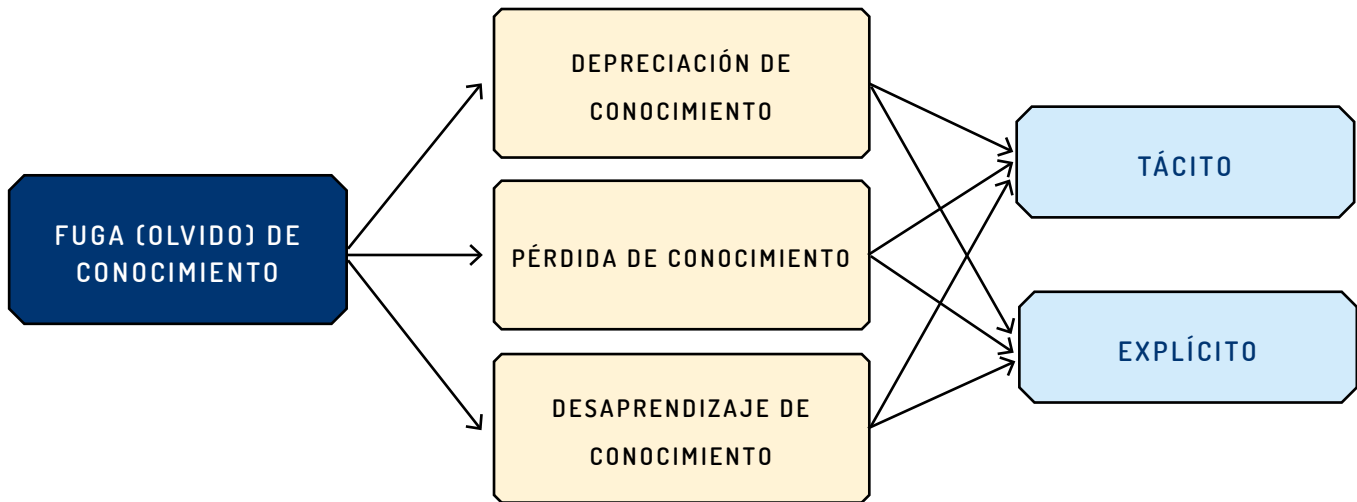 FUGA (OLVIDO) DE
CONOCIMIENTO
DEPRECIACIÓN DE
CONOCIMIENTO
PÉRDIDA DE CONOCIMIENTO
DESAPRENDIZAJE DE
CONOCIMIENTO
TÁCITO
EXPLÍCITO